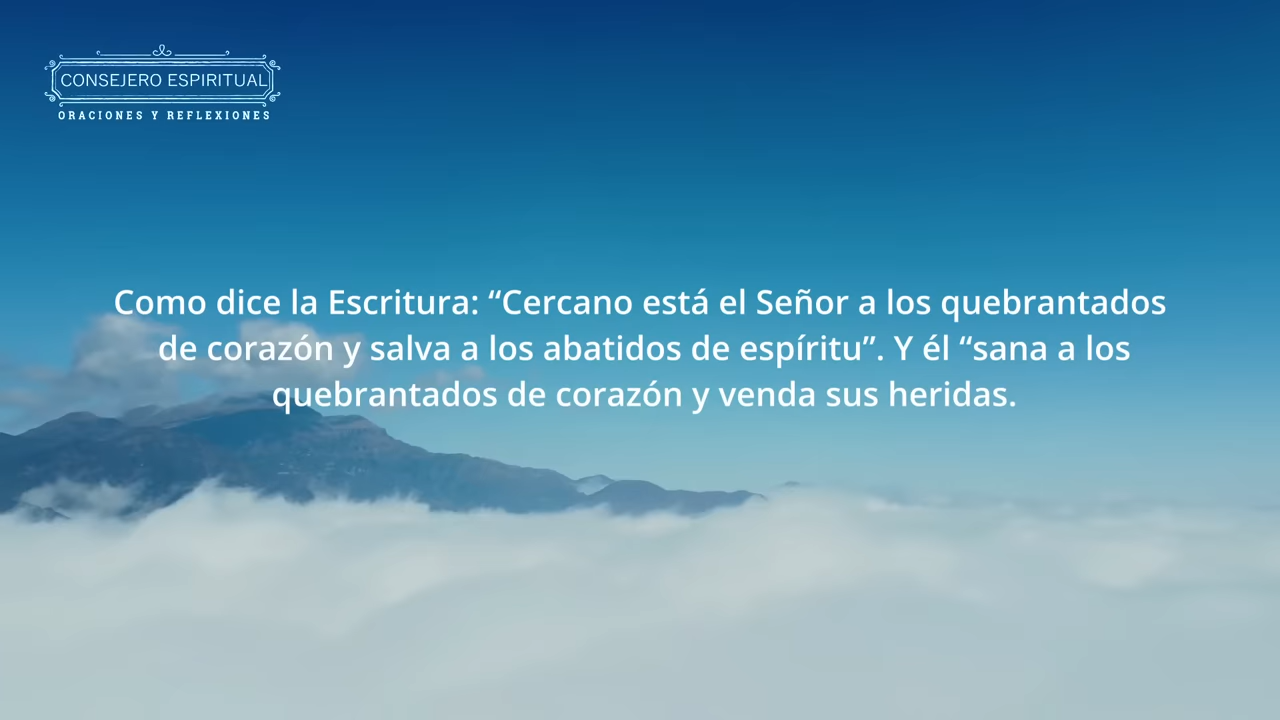 CONSEJERO ESPIRITUAL
ORACIONES Y REFLEXIONES
Como dice la Escritura: “Cercano está el Señor a los quebrantados
de corazón y salva a los abatidos de espíritu”. Y él “sana a los
quebrantados de corazón y venda sus heridas.